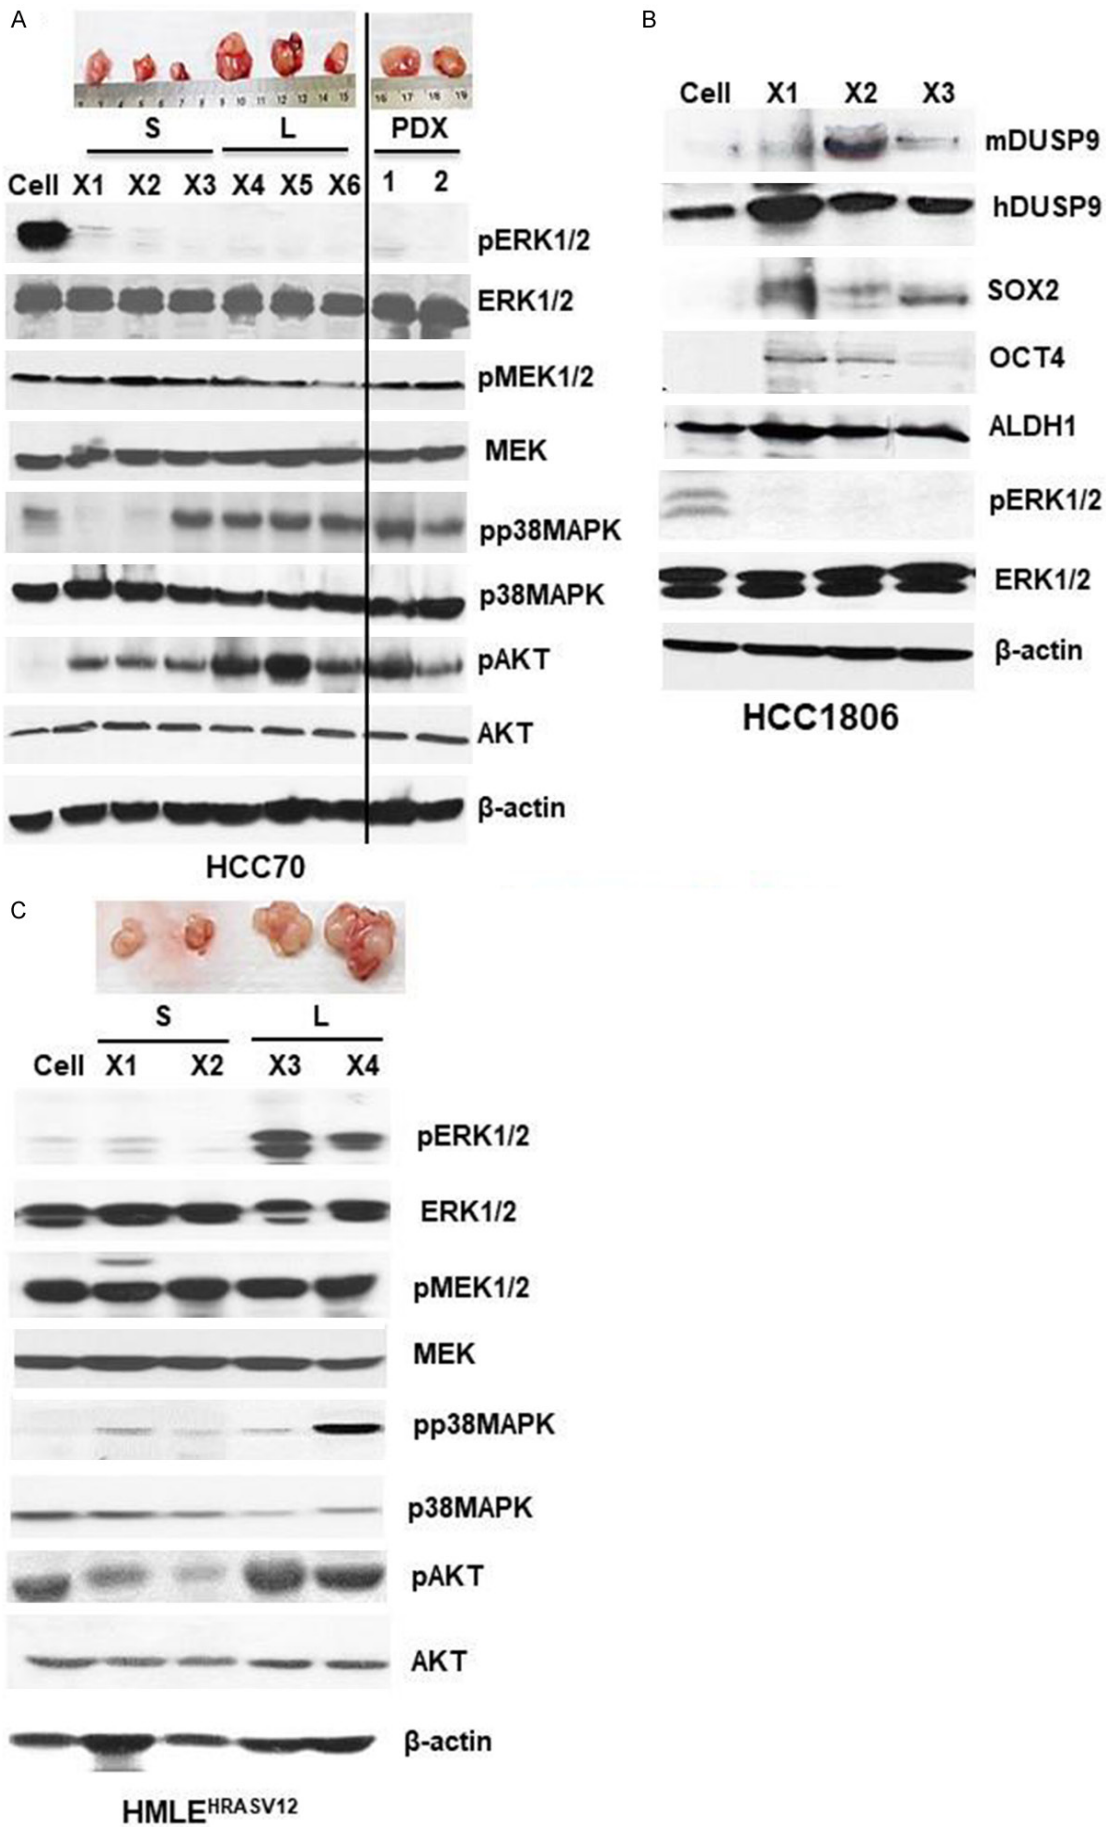 A
S L PDX
Cell X1 X2 X3 X4 X5 X6 1 2
pERK1/2
ERK1/2
pMEK1/2
MEK
pp38MAPK
p38MAPK
pAKT
AKT
β-actin
HCC70
B
Cell X1 X2 X3
mDUSP9
hDUSP9
SOX2
OCT4
ALDH1
pERK1/2
ERK1/2
β-actin
HCC1806
C
S L
Cell X1 X2 X3 X4
pERK1/2
ERK1/2
pMEK1/2
MEK
pp38MAPK
p38MAPK
pAKT
AKT
β-actin
HMLEHRASV12